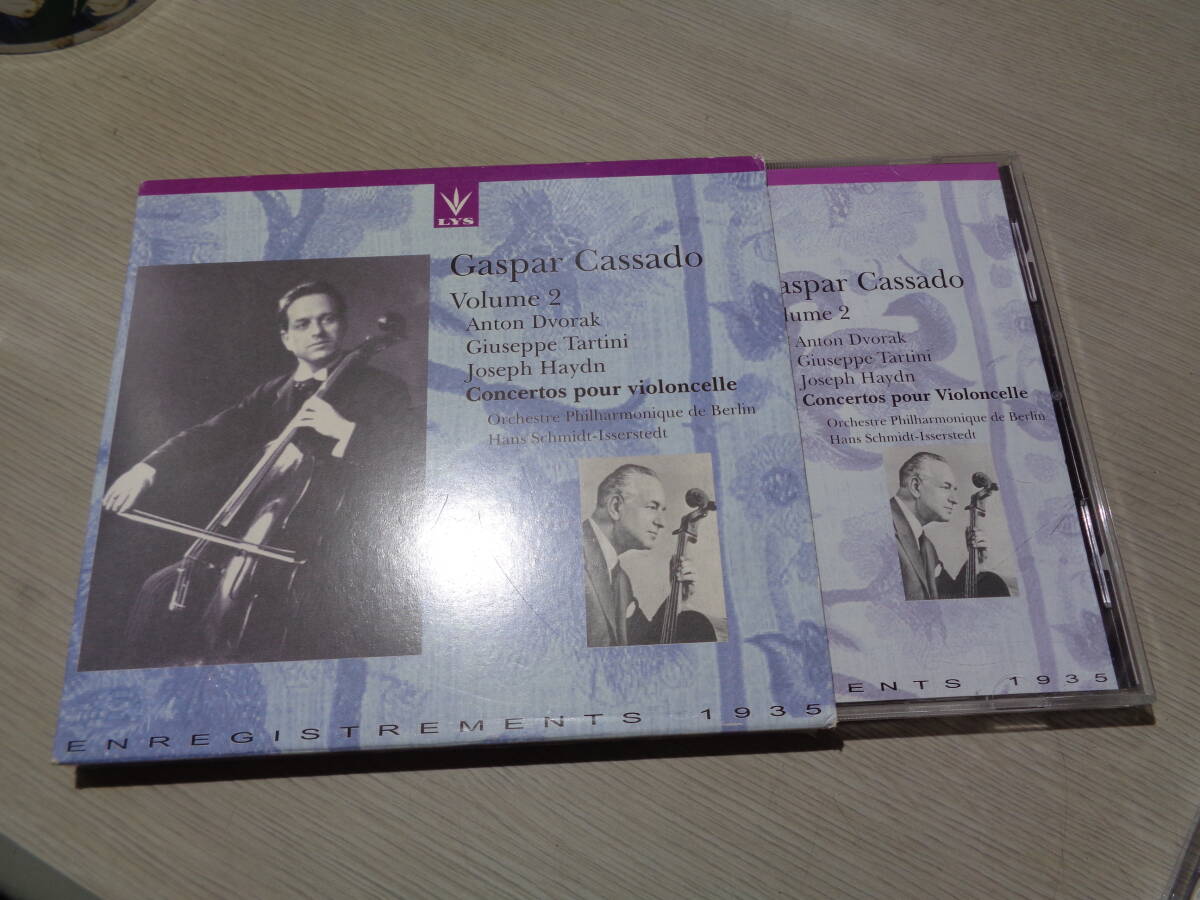 LYS
Gaspar Cassado
Volume 2
Anton Dvorak
Giuseppe Tartini
Joseph Haydn
Concertos pour violoncelle
Orchestre Philharmonique de Berlin
Hans Schmidt-Isserstedt
ENREGISTREMENTS 1935
aspar Cassado
lume 2
Anton Dvorak
Giuseppe Tartini
Joseph Haydn
Concertos pour Violoncelle
Orchestre Philharmonique de Berlin
Hans Schmidt-Isserstedt
ENTS 1935